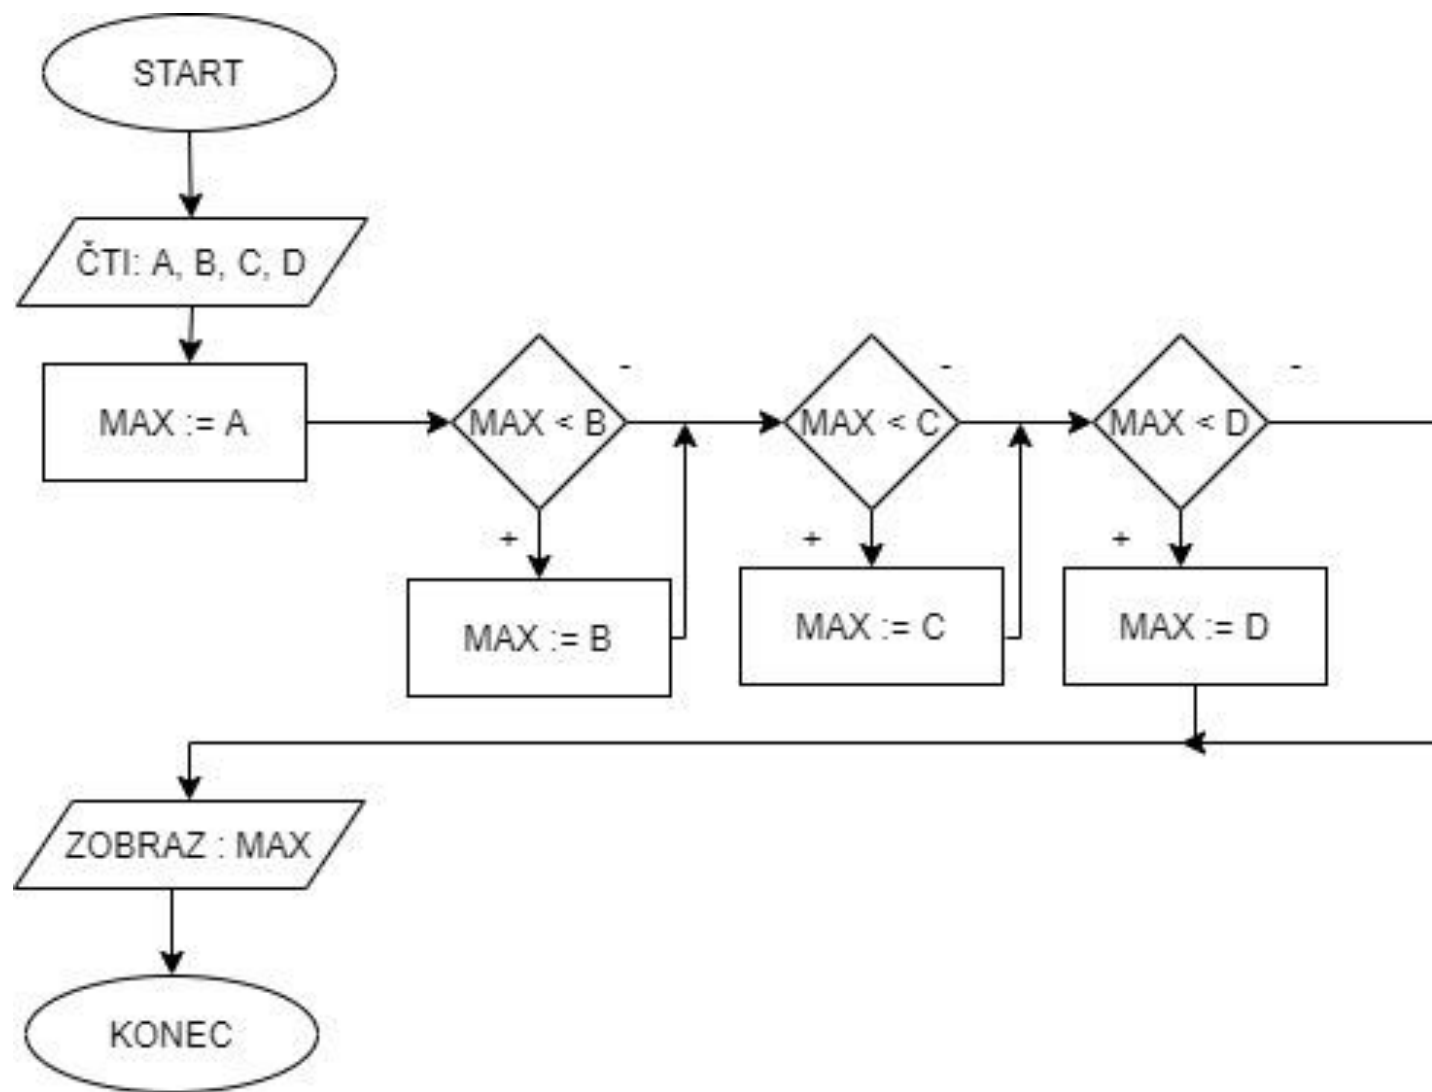 START
ČTI: A, B, C, D
MAX := A
MAX < B
-
+
MAX := B
MAX < C
-
+
MAX := C
MAX < D
-
+
MAX := D
ZOBRAZ : MAX
KONEC